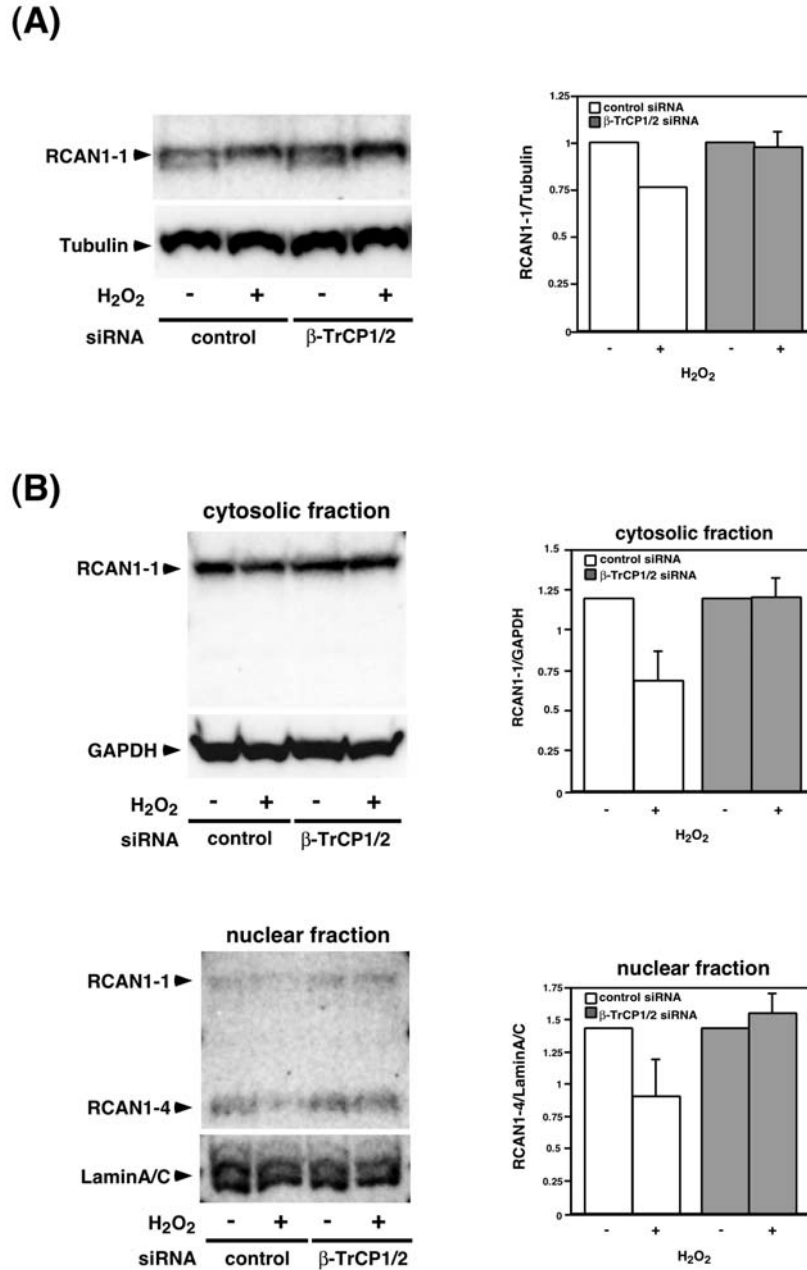 (A)
RCAN1-1
Tubulin
H2O2 - + - +
siRNA control β-TrCP1/2
1.25
1
0.75
0.5
0.25
0
RCAN1-1/Tubulin
control siRNA
β-TrCP1/2 siRNA
- + - +
H2O2
(B)
cytosolic fraction
RCAN1-1
GAPDH
H2O2 - + - +
siRNA control β-TrCP1/2
cytosolic fraction
1.5
1.25
1
0.75
0.5
0.25
0
RCAN1-1/GAPDH
control siRNA
β-TrCP1/2 siRNA
- + - +
H2O2
nuclear fraction
RCAN1-1
RCAN1-4
LaminA/C
H2O2 - + - +
siRNA control β-TrCP1/2
nuclear fraction
1.75
1.5
1.25
1
0.75
0.5
0.25
0
RCAN1-4/LaminA/C
control siRNA
β-TrCP1/2 siRNA
- + - +
H2O2